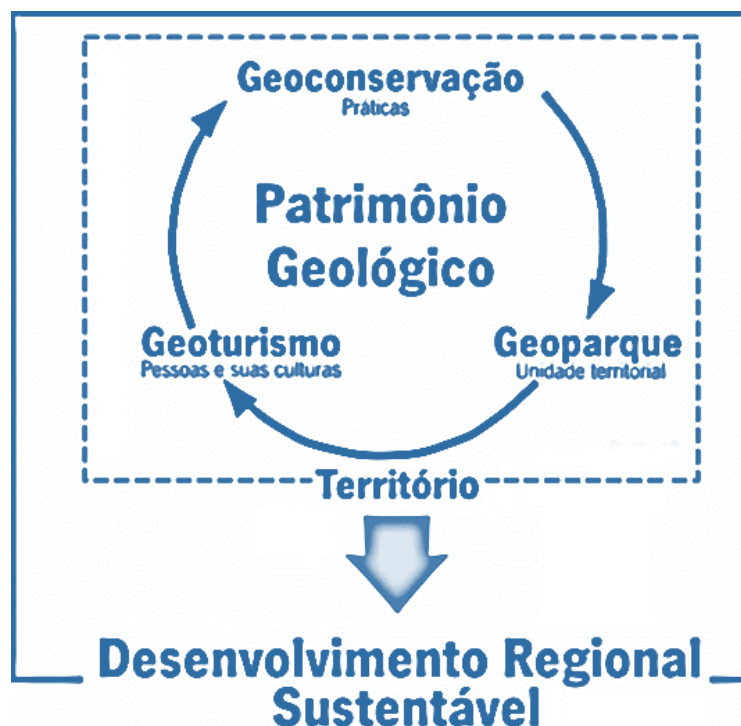 Geoconservação
Práticas
Patrimônio
Geológico
Geoturismo
Pessoas e suas culturas
Geoparque
Unidade territorial
Território
Desenvolvimento Regional
Sustentável